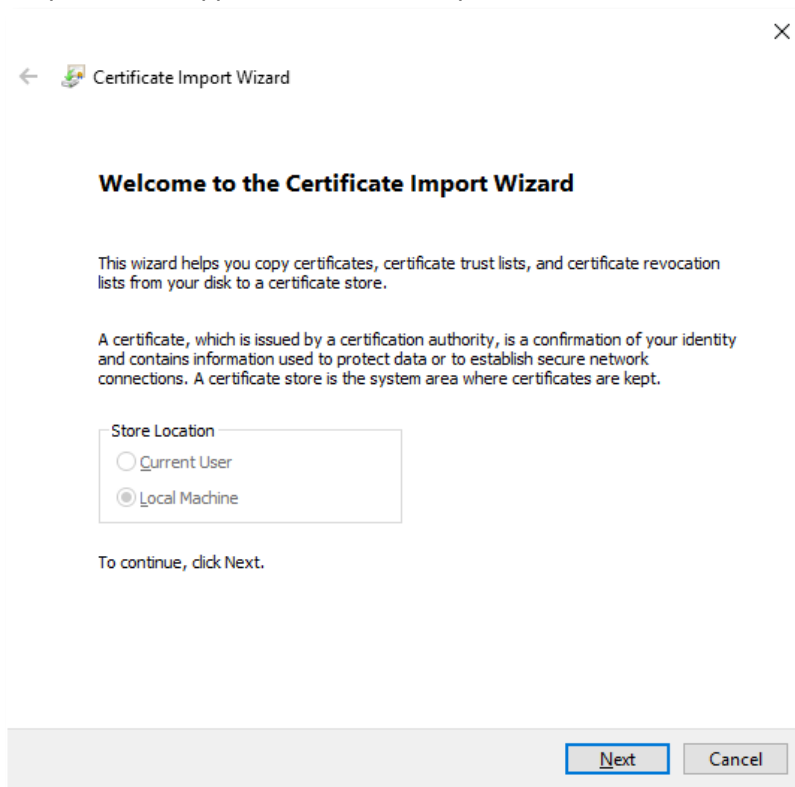 Certificate Import Wizard
Welcome to the Certificate Import Wizard
This wizard helps you copy certificates, certificate trust lists, and certificate revocation
lists from your disk to a certificate store.
A certificate, which is issued by a certification authority, is a confirmation of your identity
and contains information used to protect data or to establish secure network
connections. A certificate store is the system area where certificates are kept.
Store Location
Current User
Local Machine
To continue, click Next.
Next
Cancel